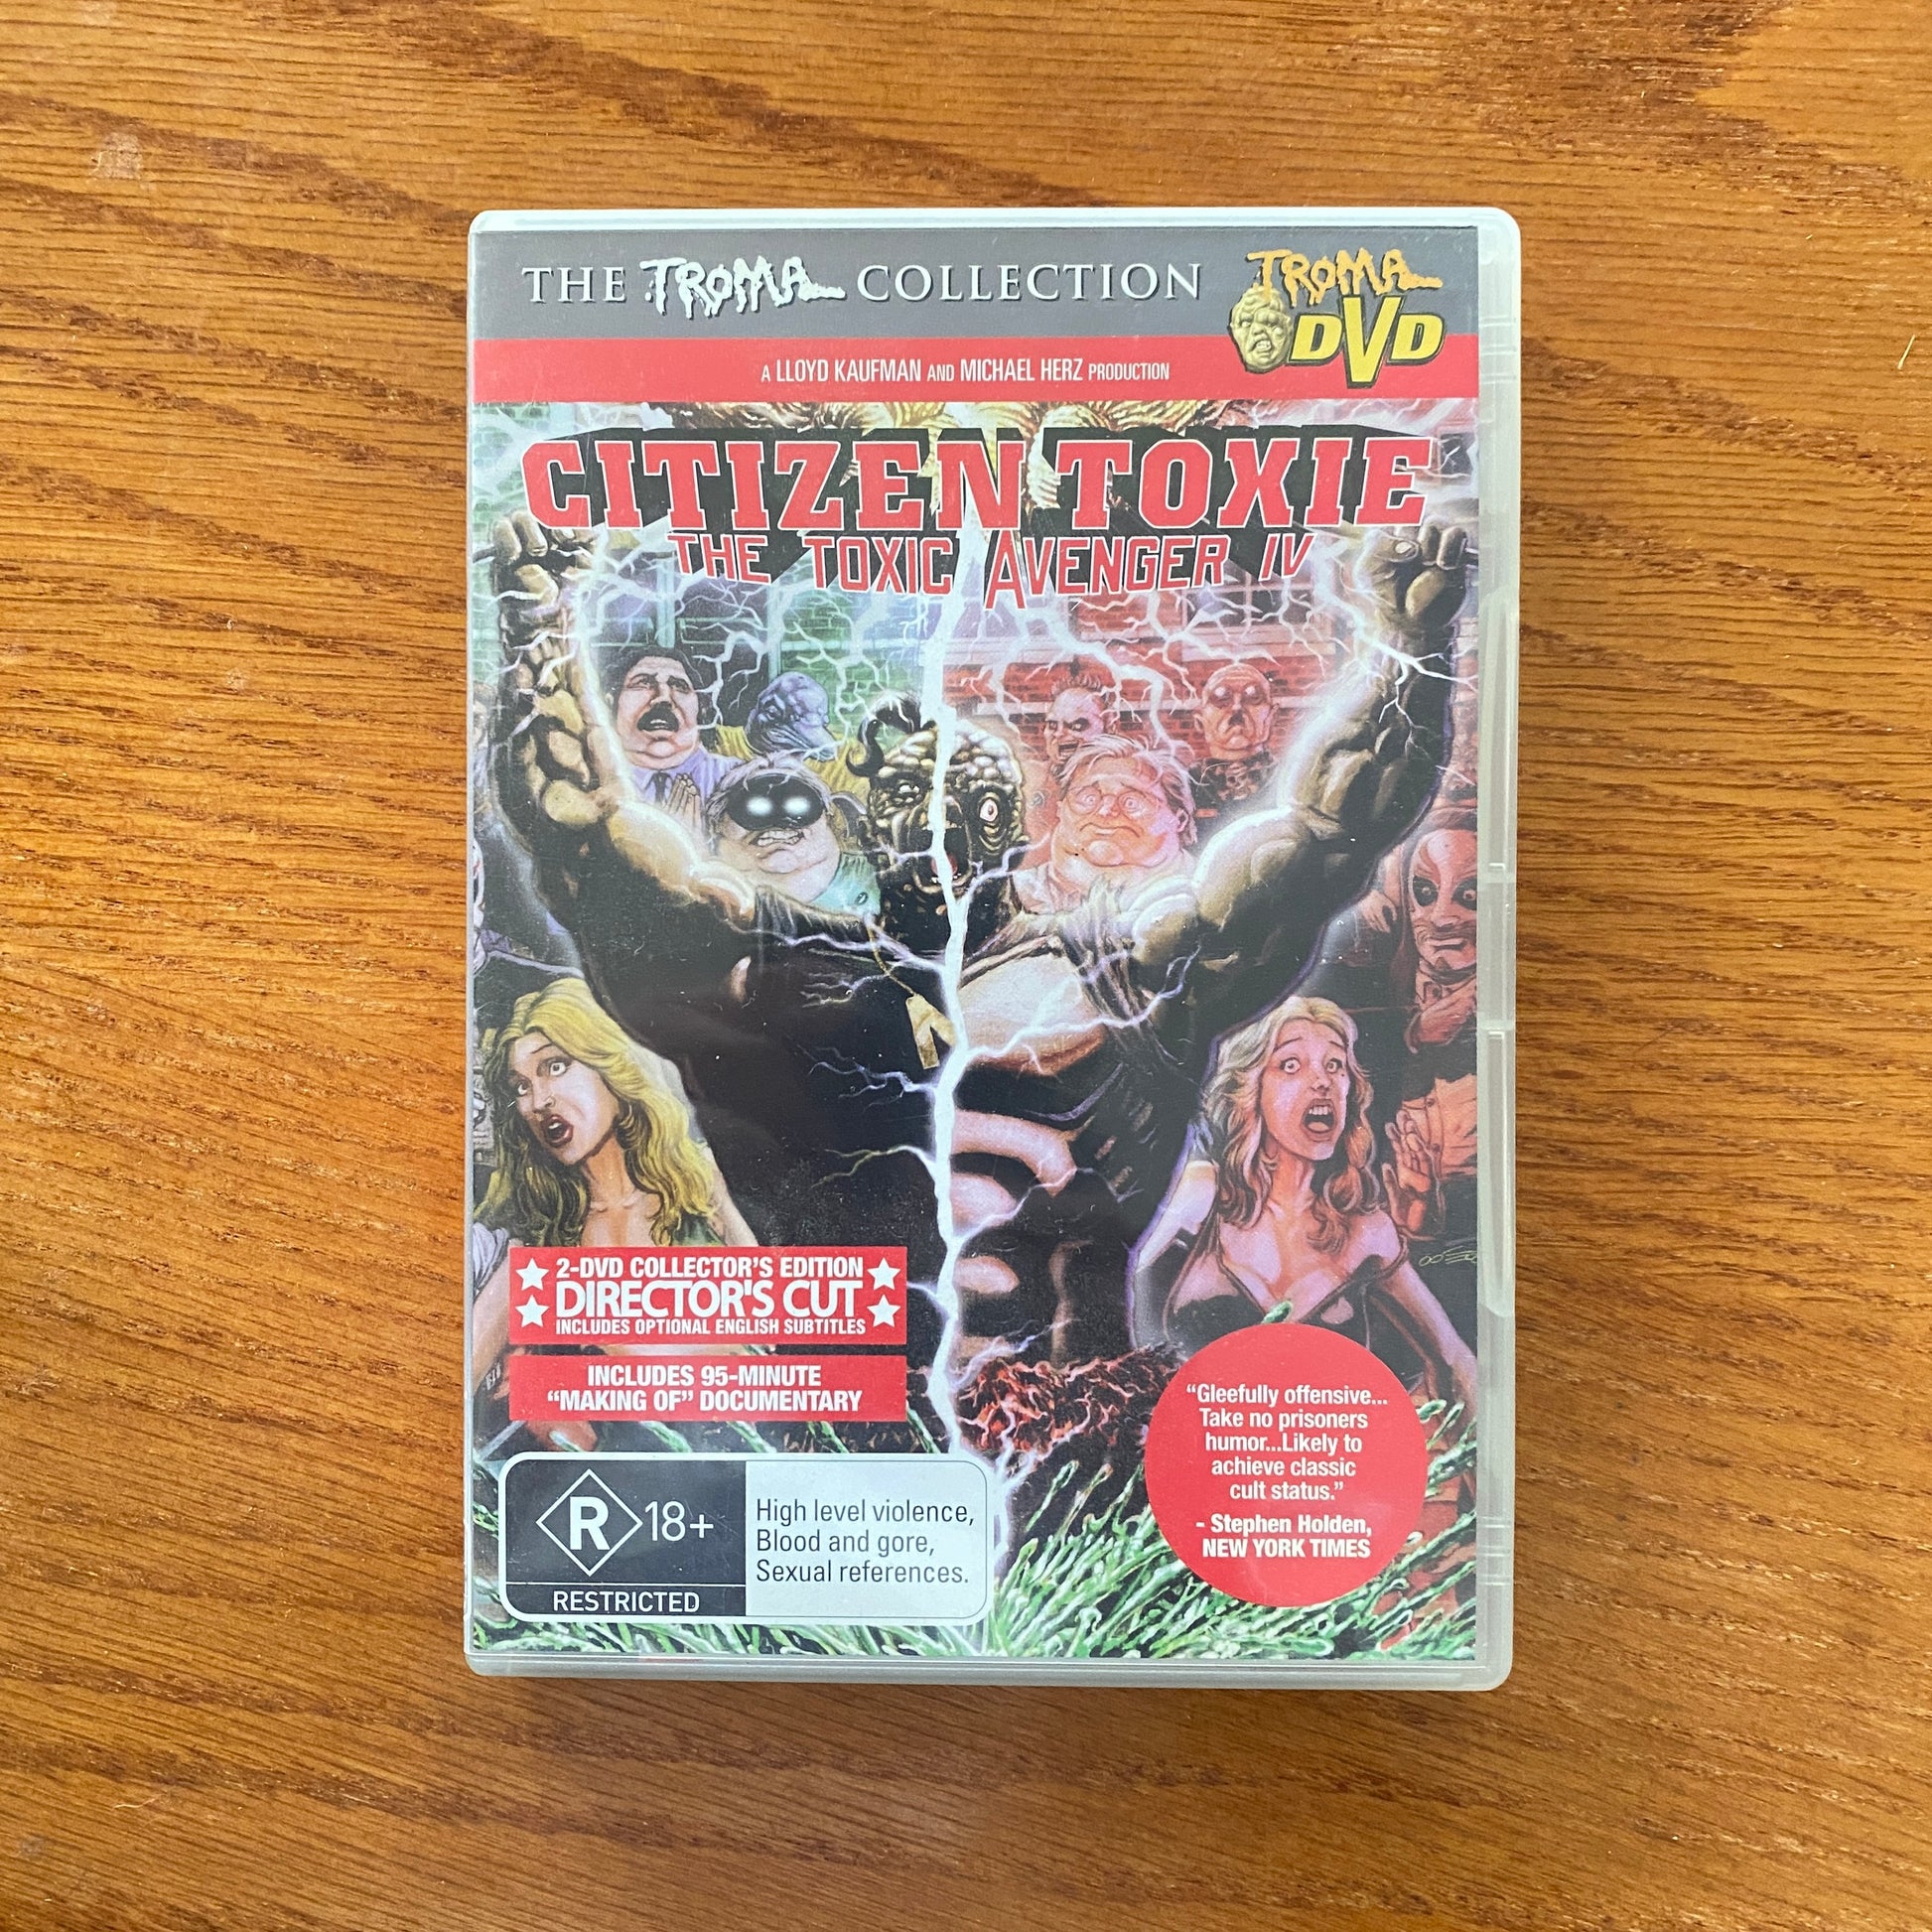 THE TROMA COLLECTION
TROMA
DVD
A LLOYD KAUFMAN AND MICHAEL HERZ PRODUCTION
CITIZEN TOXIE
THE TOXIC AVENGER IV
2-DVD COLLECTOR'S EDITION
DIRECTOR'S CUT
INCLUDES OPTIONAL ENGLISH SUBTITLES
INCLUDES 95-MINUTE
“MAKING OF” DOCUMENTARY
R 18+
RESTRICTED
High level violence,
Blood and gore,
Sexual references.
“Gleefully offensive...
Take no prisoners
humor...Likely to
achieve classic
cult status.”
- Stephen Holden,
NEW YORK TIMES